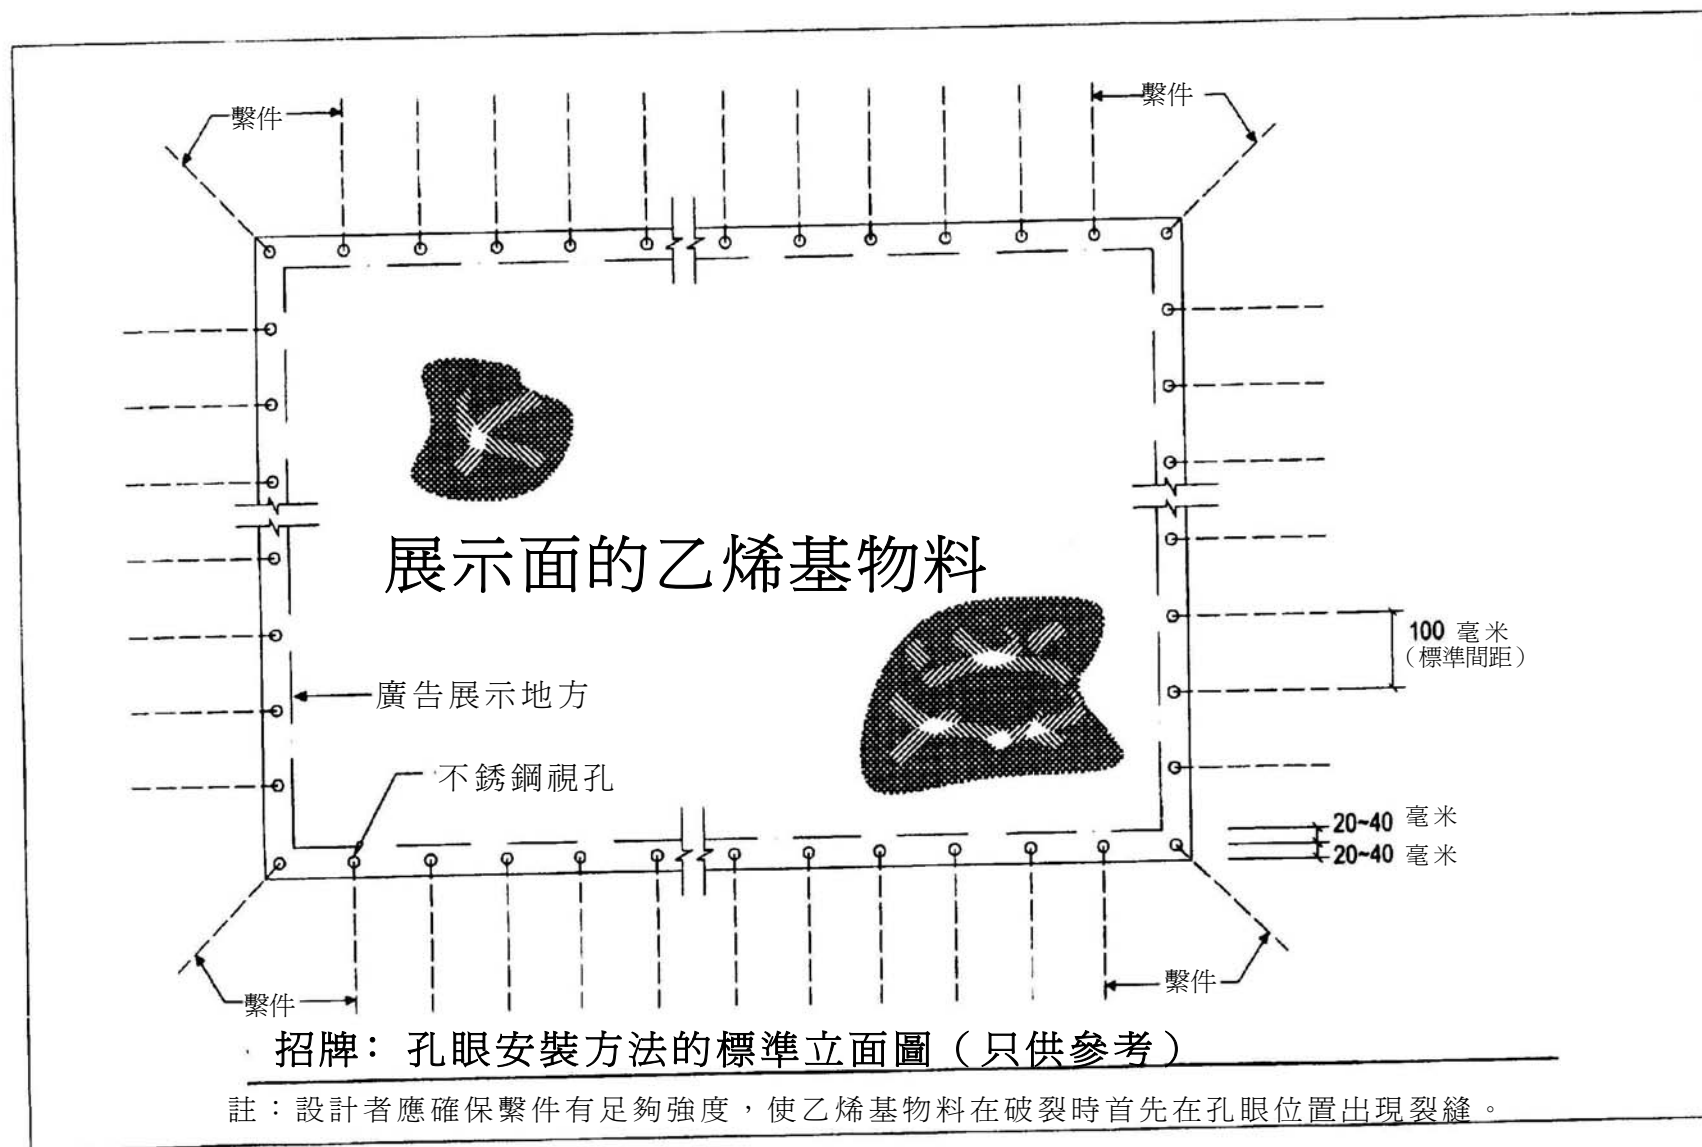 繫件
繫件
展示面的乙烯基物料
100 毫米
（標準間距）
廣告展示地方
不銹鋼視孔
20~40 毫米
20~40 毫米
繫件
繫件
招牌：孔眼安裝方法的標準立面圖（只供參考）
註：設計者應確保繫件有足夠強度，使乙烯基物料在破裂時首先在孔眼位置出現裂縫。